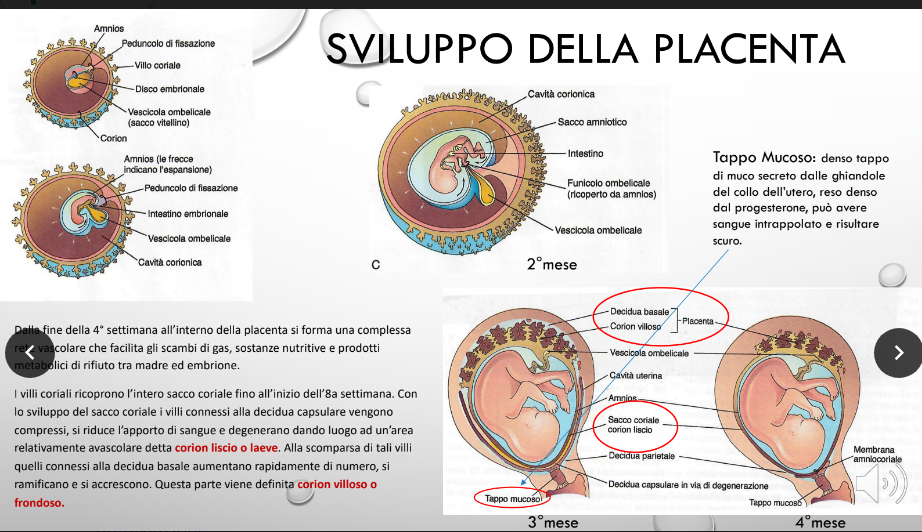 SVILUPPO DELLA PLACENTA
Amnios
Peduncolo di fissazione
Villo coriale
Disco embrionale
Vescicola ombelicale
(sacco vitellino)
Corion
Amnios (le frecce
indicano l'espansione)
Peduncolo di fissazione
Intestino embrionale
Vescicola ombelicale
Cavità corionica
Cavità corionica
Sacco amniotico
Intestino
Funicolo ombelicale
(ricoperto da amnios)
Vescicola ombelicale
C
2°mese
Tappo Mucoso: denso tappo
di muco secreto dalle ghiandole
del collo dell'utero, reso denso
dal progesterone, può avere
sangue intrappolato e risultare
scuro.
Dalla fine della 4° settimana all'interno della placenta si forma una complessa
rete vascolare che facilita gli scambi di gas, sostanze nutritive e prodotti
metabolici di rifiuto tra madre ed embrione.
I villi coriali ricoprono l'intero sacco coriale fino all'inizio dell'8a settimana. Con
lo sviluppo del sacco coriale i villi connessi alla decidua capsulare vengono
compressi, si riduce l'apporto di sangue e degenerano dando luogo ad un'area
relativamente avascolare detta corion liscio o laeve. Alla scomparsa di tali villi
quelli connessi alla decidua basale aumentano rapidamente di numero, si
ramificano e si accrescono. Questa parte viene definita corion villoso o
frondoso.
Decidua basale
Corion villoso
Placenta
Vescicola ombelicale
Cavità uterina
Amnios
Sacco coriale
corion liscio
Decidua parietale
Decidua capsulare in via di degenerazione
Tappo mucoso
Membrana
amniocoriale
Tappo mucoso
3°mese
4°mese